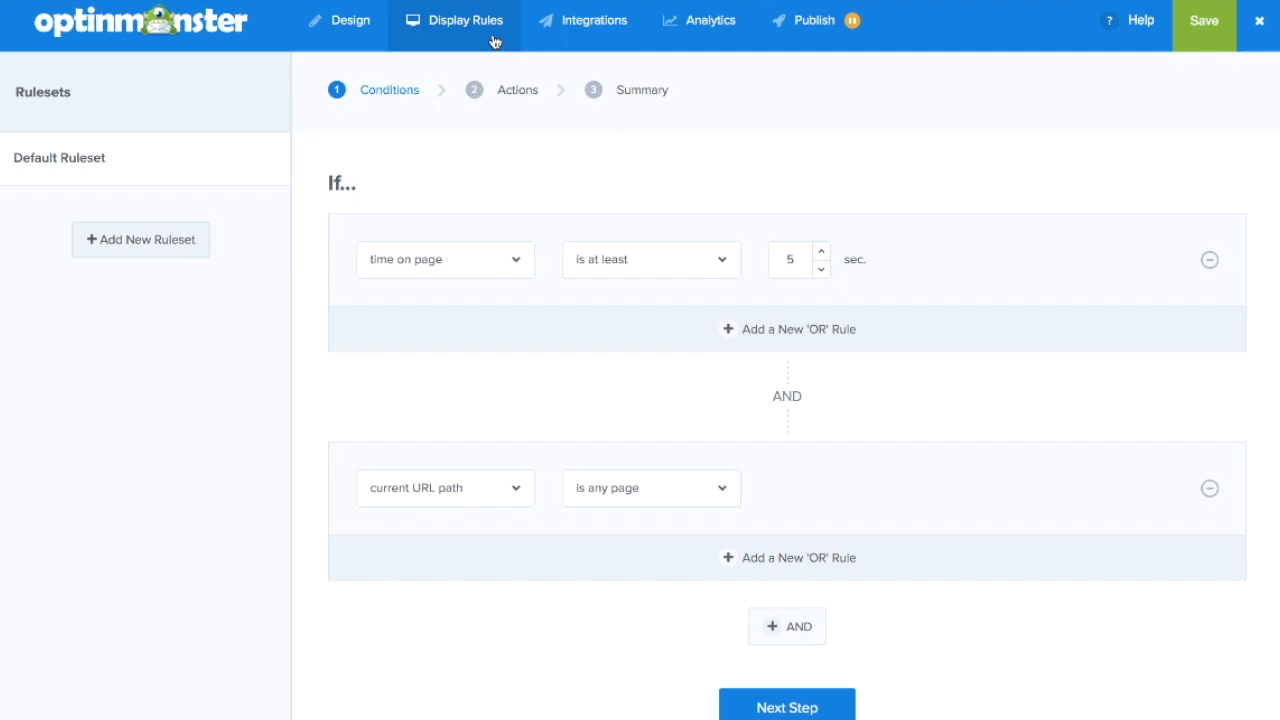 optinmonster
Design
Display Rules
Integrations
Analytics
Publish
? Help
Save
Rulesets
1 Conditions
2 Actions
3 Summary
Default Ruleset
If...
+ Add New Ruleset
time on page
is at least
5
sec.
+ Add a New 'OR' Rule
AND
current URL path
is any page
+ Add a New 'OR' Rule
+ AND
Next Step